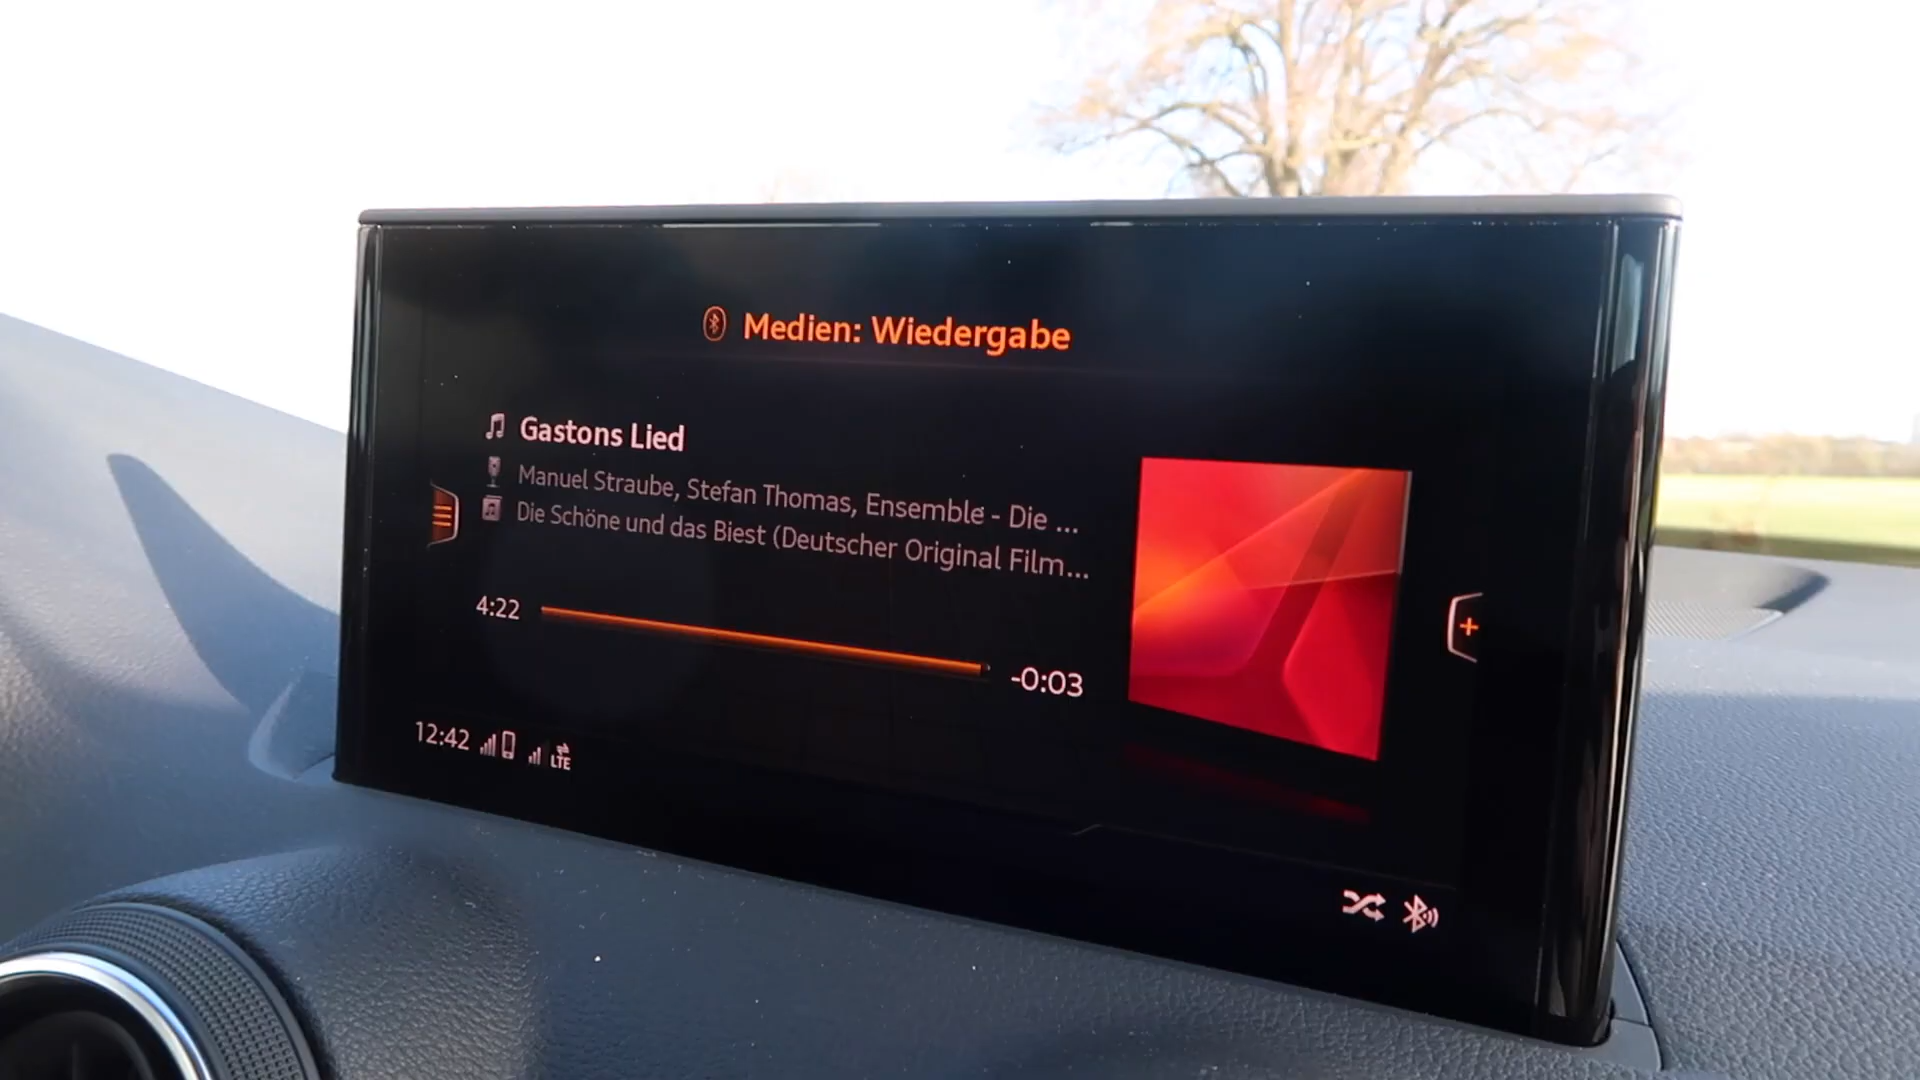 Medien: Wiedergabe
Gastons Lied
Manuel Straube, Stefan Thomas, Ensemble - Die ...
Die Schöne und das Biest (Deutscher Original Film...
4:22
-0:03
12:42
LTE